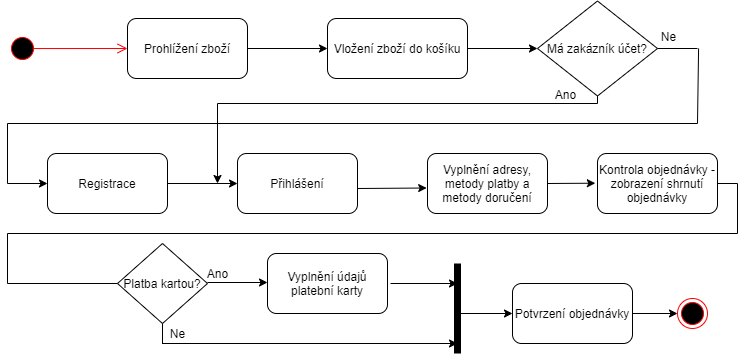 Prohlížení zboží
Vložení zboží do košíku
Má zakázník účet?
Ne
Ano
Registrace
Přihlášení
Vyplnění adresy,
metody platby a
metody doručení
Kontrola objednávky -
zobrazení shrnutí
objednávky
Platba kartou?
Ano
Vyplnění údajů
platební karty
Ne
Potvrzení objednávky